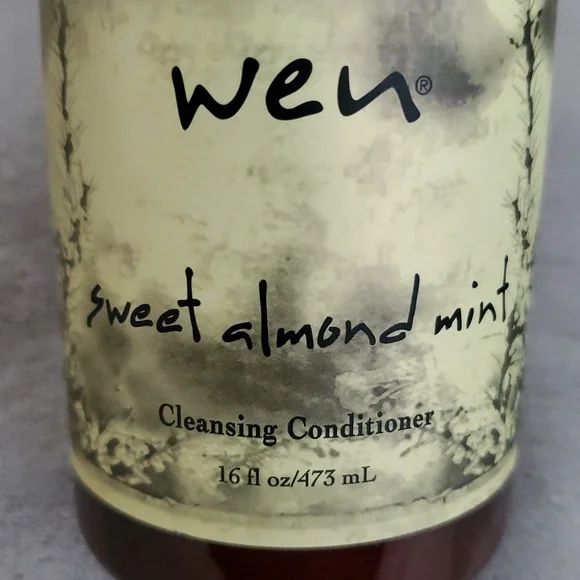 wen®
sweet almond mint
Cleansing Conditioner
16 fl oz/473 mL